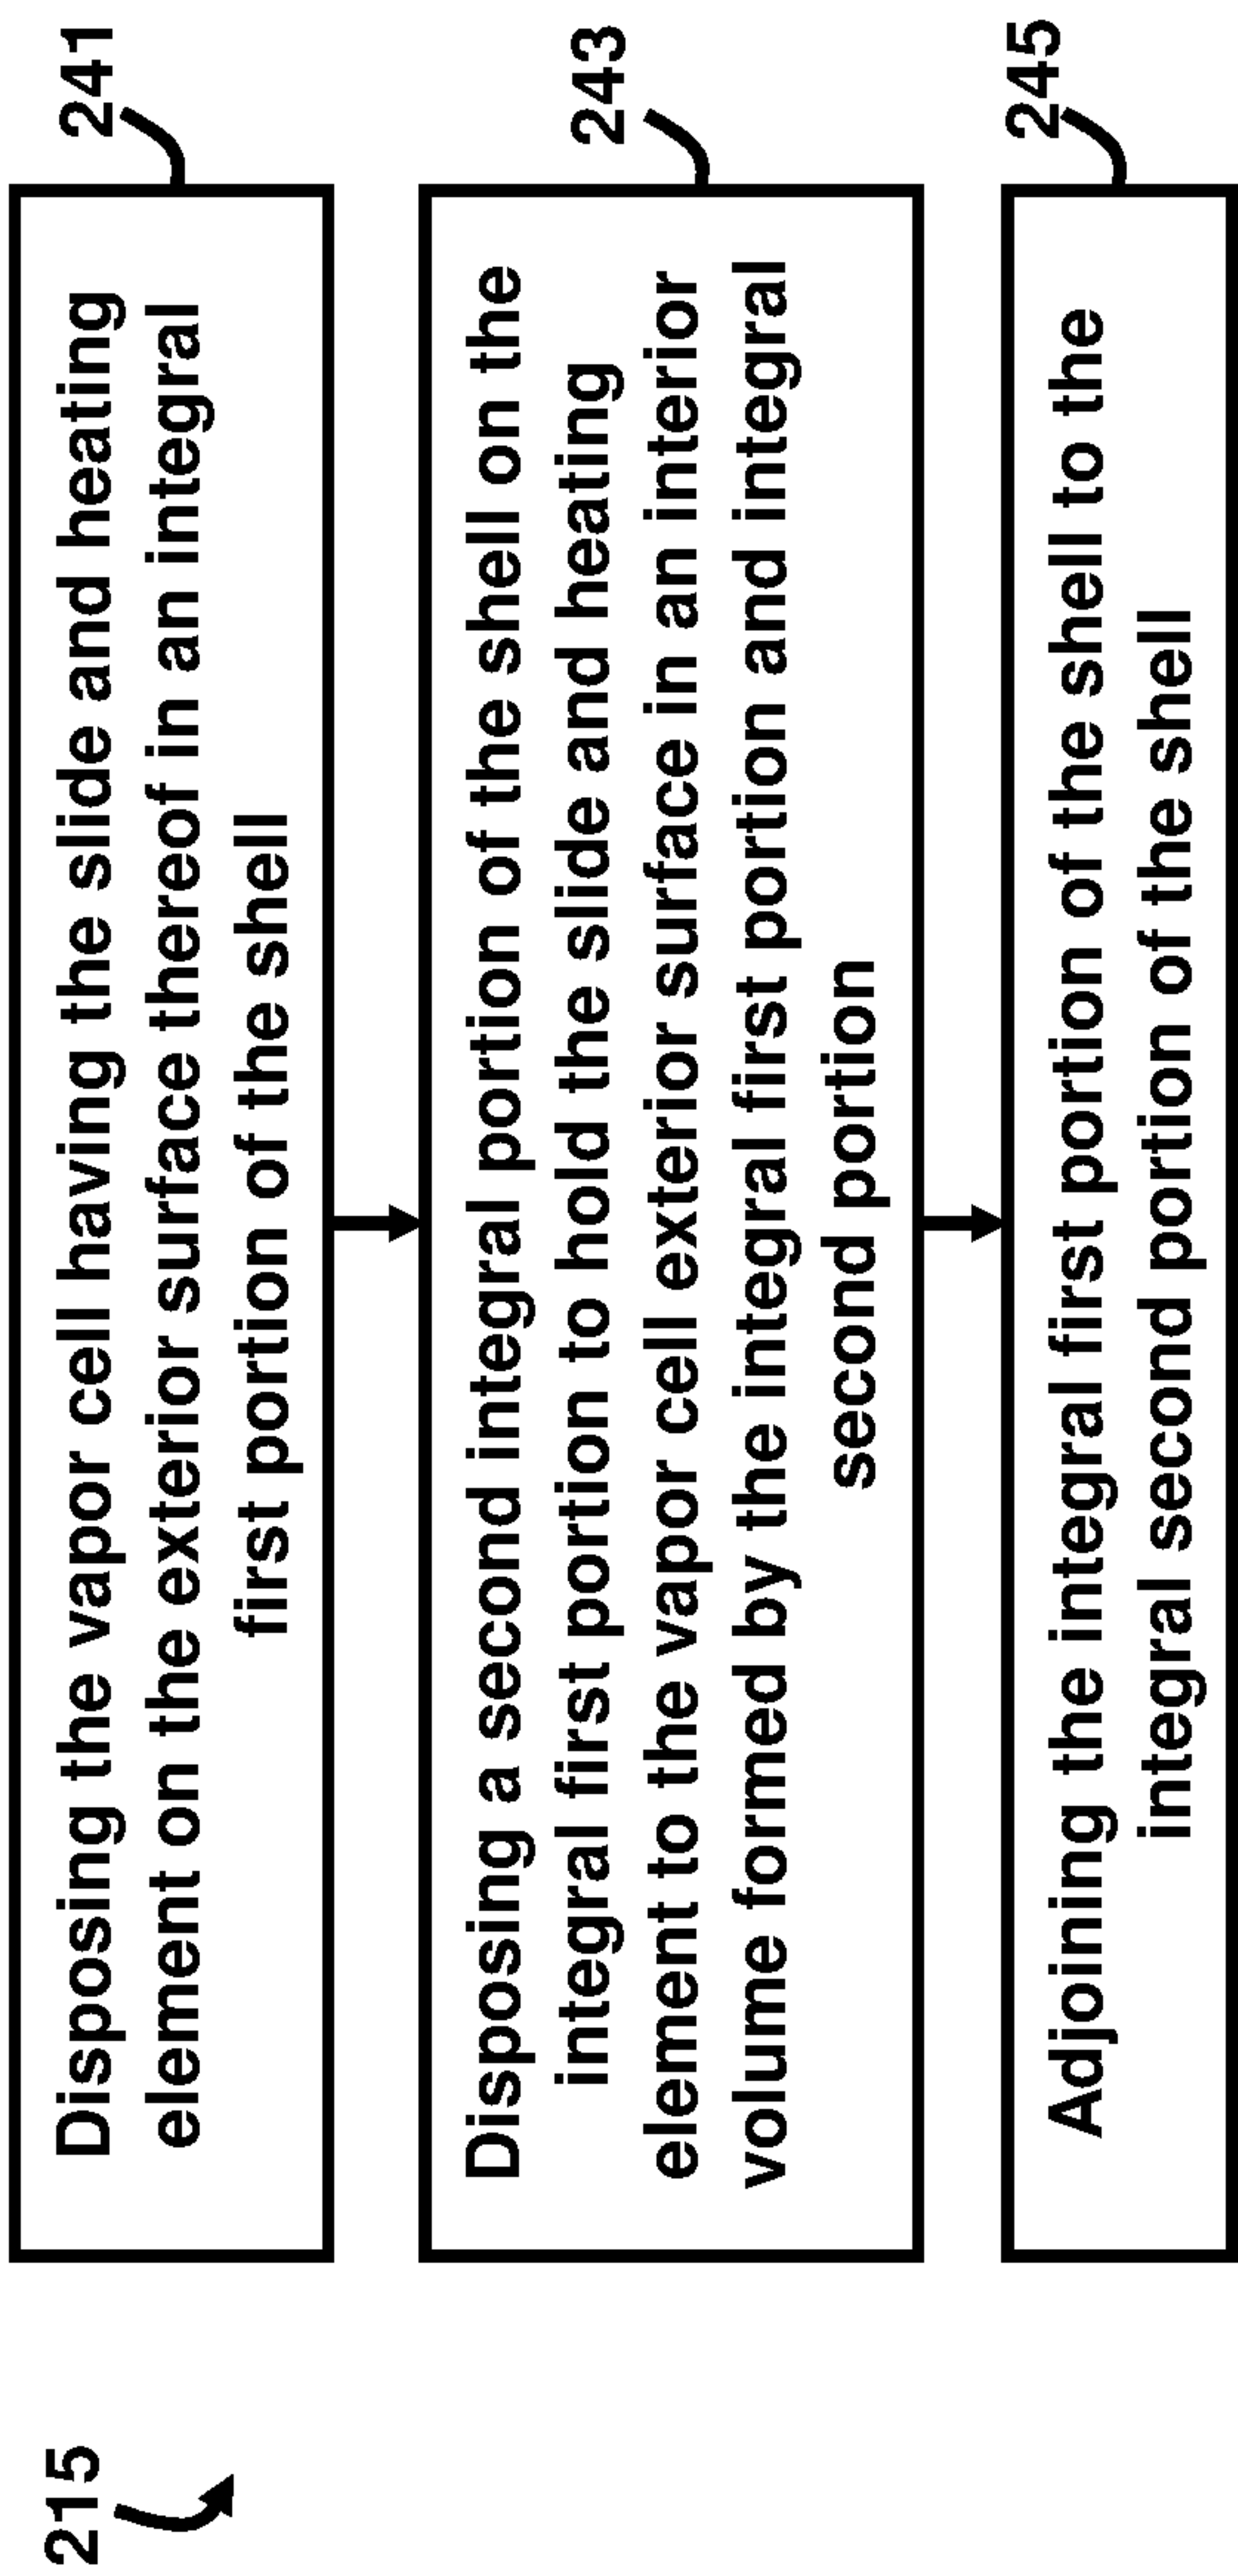 215
241
Disposing the vapor cell having the slide and heating
element on the exterior surface thereof in an integral
first portion of the shell
243
Disposing a second integral portion of the shell on the
integral first portion to hold the slide and heating
element to the vapor cell exterior surface in an interior
volume formed by the integral first portion and integral
second portion
245
Adjoining the integral first portion of the shell to the
integral second portion of the shell